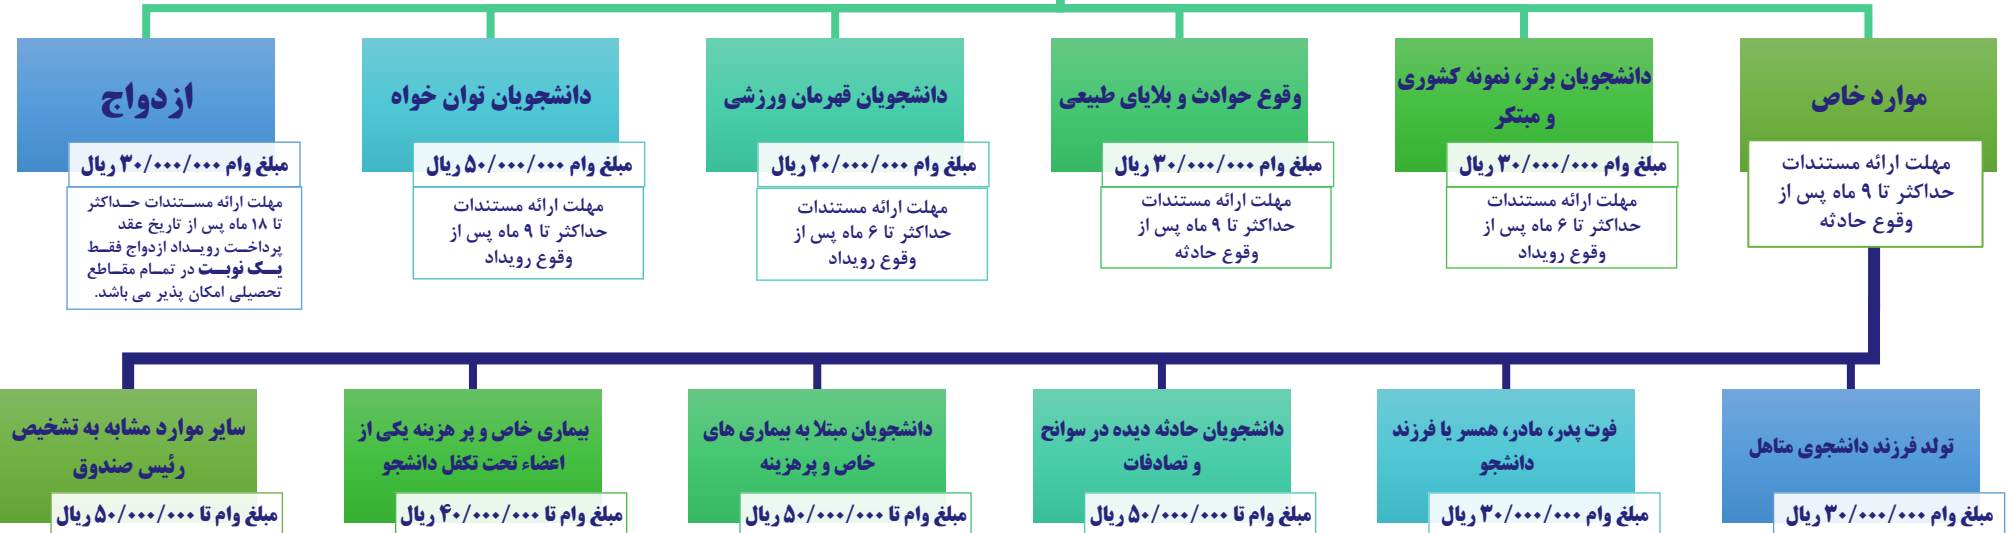 موارد خاص
مهلت ارائه مستندات
حداکثر تا ۹ ماه پس از
وقوع حادثه
دانشجویان برتر، نمونه کشوری
و مبتکر
مبلغ وام ۳۰/۰۰۰/۰۰۰ ریال
مهلت ارائه مستندات
حداکثر تا ۶ ماه پس از
وقوع رویداد
وقوع حوادث و بلایای طبیعی
مبلغ وام ۳۰/۰۰۰/۰۰۰ ریال
مهلت ارائه مستندات
حداکثر تا ۹ ماه پس از
وقوع حادثه
دانشجویان قهرمان ورزشی
مبلغ وام ۲۰/۰۰۰/۰۰۰ ریال
مهلت ارائه مستندات
حداکثر تا ۶ ماه پس از
وقوع رویداد
دانشجویان توان خواه
مبلغ وام ۵۰/۰۰۰/۰۰۰ ریال
مهلت ارائه مستندات
حداکثر تا ۹ ماه پس از
وقوع رویداد
ازدواج
مبلغ وام ۳۰/۰۰۰/۰۰۰ ریال
مهلت ارائه مســتندات حــداکثر
تا ۱۸ ماه پس از تاریخ عقد
پرداخــت رویــداد ازدواج فقــط
یــک نوبــت در تمــام مقــاطع
تحصیلی امکان پذیر می باشد.
تولد فرزند دانشجوی متاهل
مبلغ وام ۳۰/۰۰۰/۰۰۰ ریال
فوت پدر، مادر، همسر یا فرزند
دانشجو
مبلغ وام ۳۰/۰۰۰/۰۰۰ ریال
دانشجویان حادثه دیده در سوانح
و تصادفات
مبلغ وام تا ۵۰/۰۰۰/۰۰۰ ریال
دانشجویان مبتلا به بیماری های
خاص و پرهزینه
مبلغ وام تا ۵۰/۰۰۰/۰۰۰ ریال
بیماری خاص و پر هزینه یکی از
اعضاء تحت تکفل دانشجو
مبلغ وام تا ۴۰/۰۰۰/۰۰۰ ریال
سایر موارد مشابه به تشخیص
رئیس صندوق
مبلغ وام تا ۵۰/۰۰۰/۰۰۰ ریال